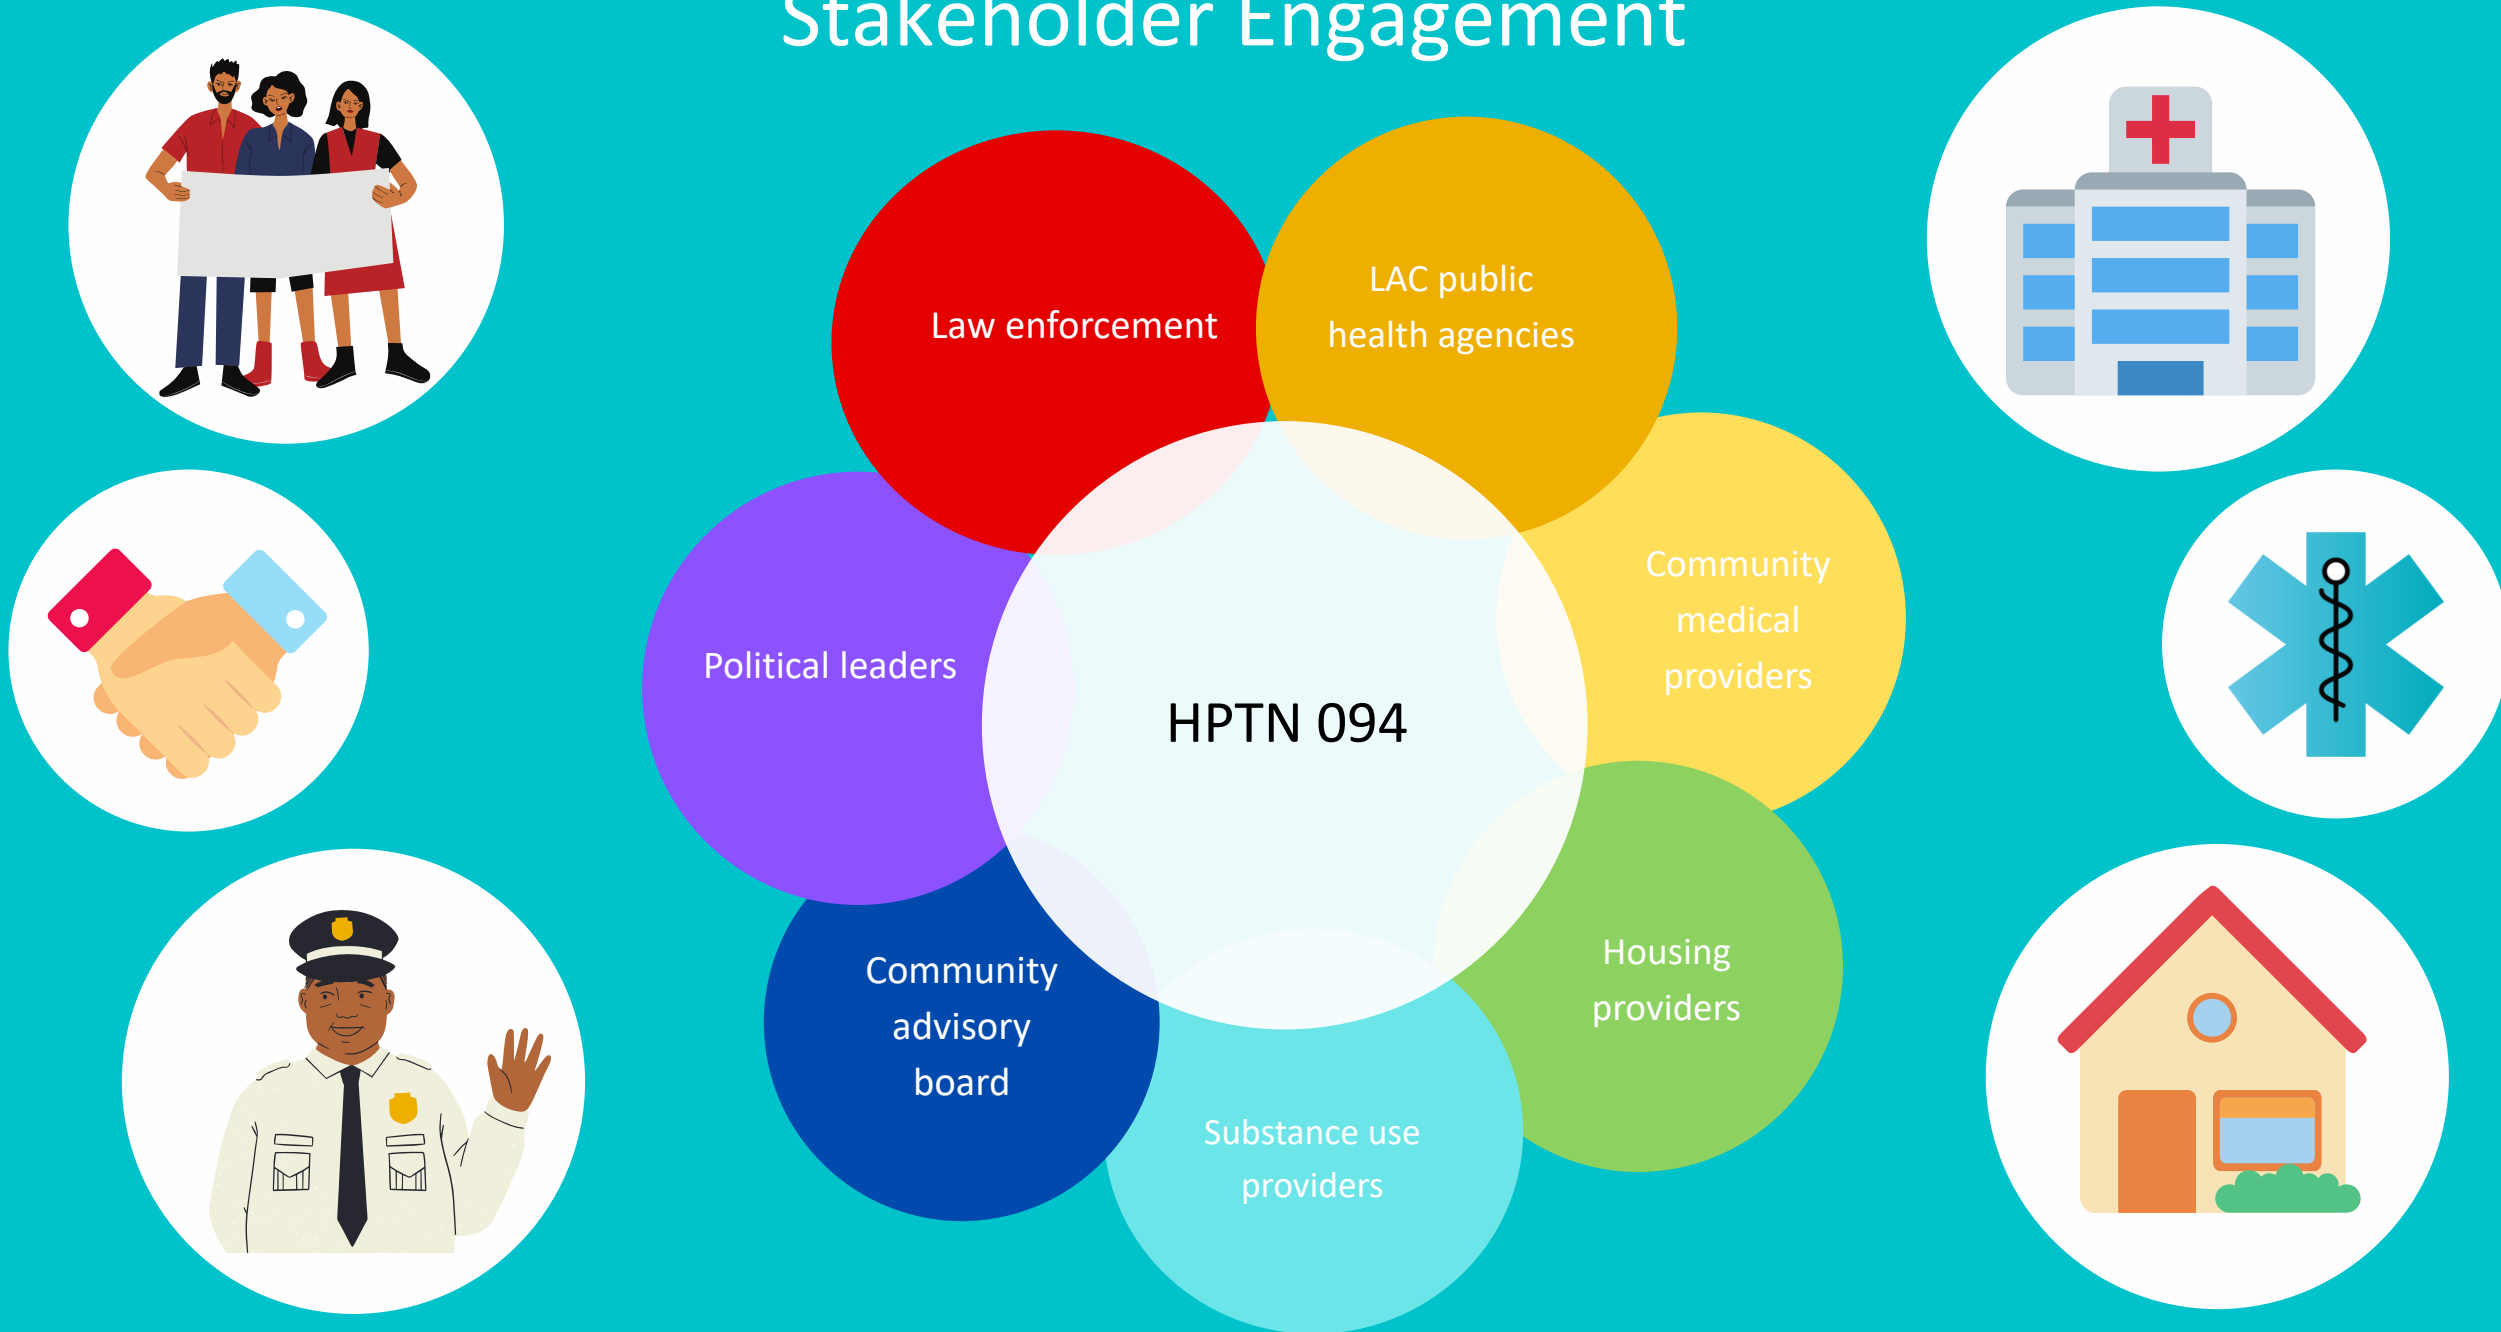 Stakeholder Engagement
Law enforcement
LAC public
health agencies
Community
medical
providers
Political leaders
HPTN 094
Housing
providers
Community
advisory
board
Substance use
providers